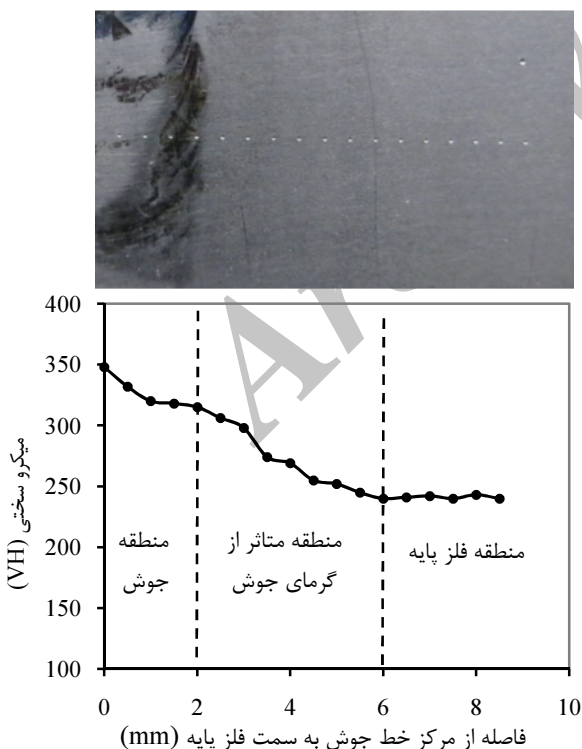 400
350
300
250
200
150
100
میکرو سختی (VH)
منطقه
جوش
منطقه متاثر از
گرمای جوش
منطقه فلز پایه
0 2 4 6 8 10
فاصله از مرکز خط جوش به سمت فلز پایه (mm)